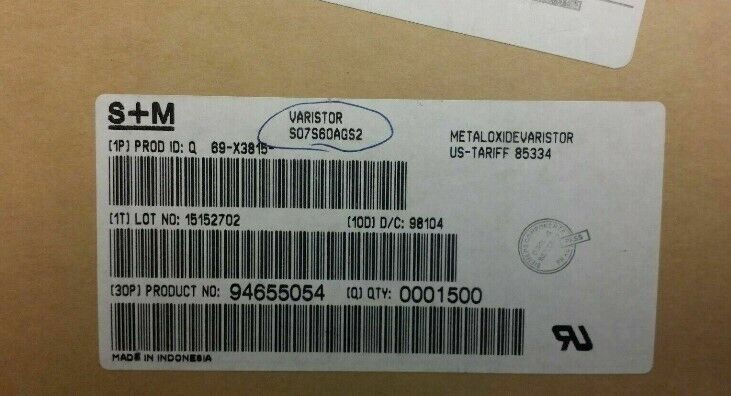 S+M
VARISTOR
S07S60AGS2
METALOXIDEVARISTOR
US-TARIFF 85334
[1P] PROD ID: Q 69-X3815-
[1T] LOT NO: 15152702 [10D] D/C: 98104
[30P] PRODUCT NO: 94655054 [Q] QTY: 0001500
MADE IN INDONESIA